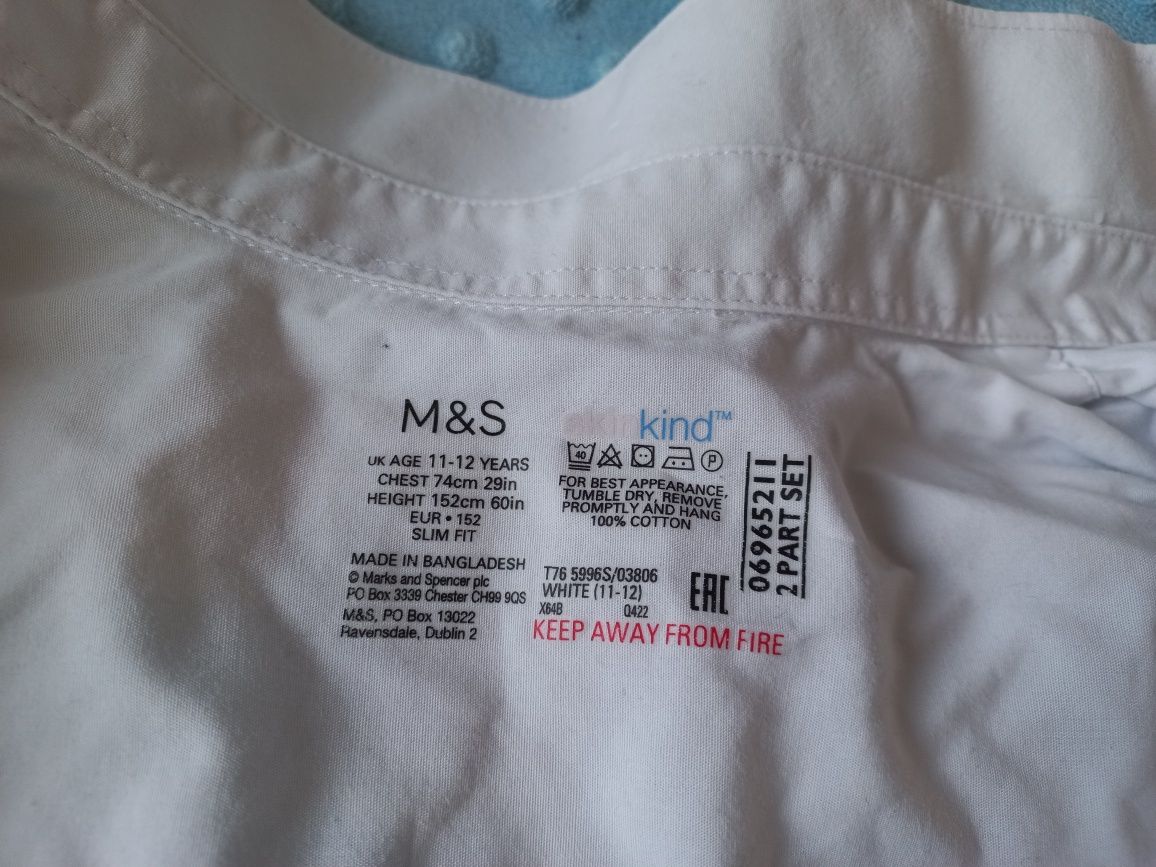 M&S
UK AGE 11-12 YEARS
CHEST 74cm 29in
HEIGHT 152cm 60in
EUR • 152
SLIM FIT
MADE IN BANGLADESH
© Marks and Spencer plc
PO Box 3339 Chester CH99 9QS
M&S, PO Box 13022
Ravensdale, Dublin 2
skinkind™
40
P
FOR BEST APPEARANCE,
TUMBLE DRY, REMOVE
PROMPTLY AND HANG
100% COTTON
T76 5996S/03806
WHITE (11-12)
X64B 0422
EAC
KEEP AWAY FROM FIRE
06965211
2 PART SET